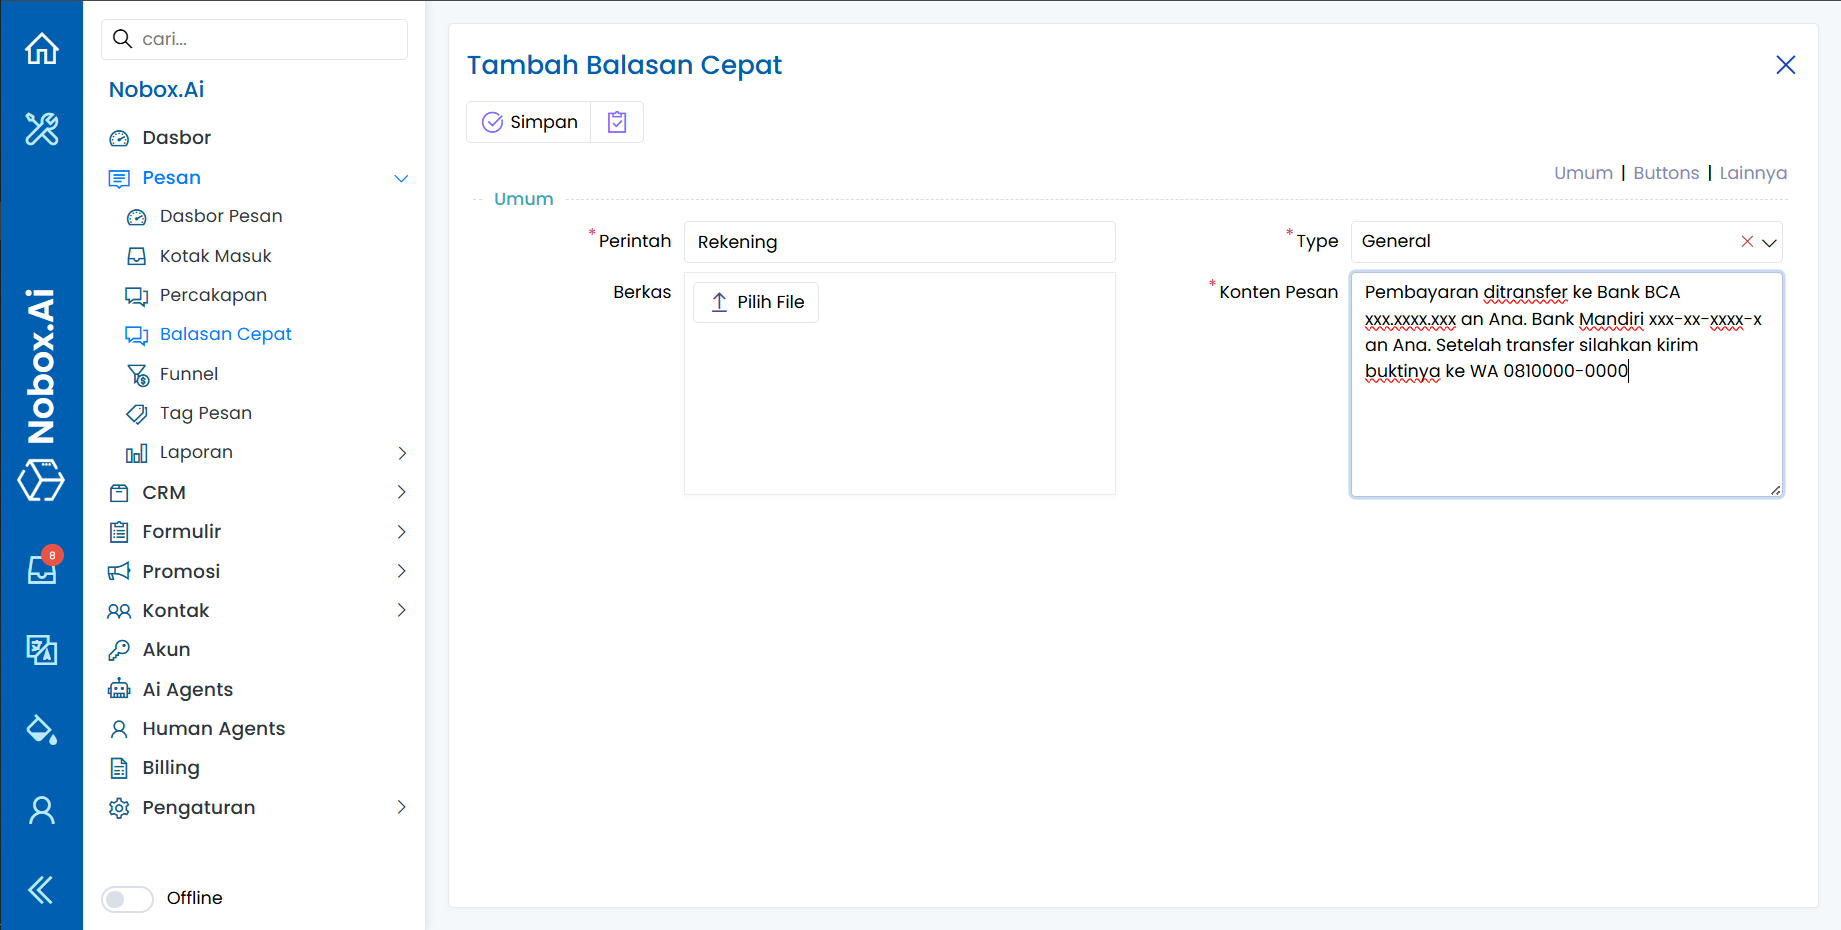 cari...
Nobox.Ai
Dasbor
Pesan
Dasbor Pesan
Kotak Masuk
Percakapan
Balasan Cepat
Funnel
Tag Pesan
Laporan
CRM
Formulir
Promosi
Kontak
Akun
Ai Agents
Human Agents
Billing
Pengaturan
Offline
Nobox.Ai
8
Tambah Balasan Cepat
Simpan
Umum | Buttons | Lainnya
Umum
*Perintah
Rekening
*Type
General
Berkas
Pilih File
*Konten Pesan
Pembayaran ditransfer ke Bank BCA
xxx.xxxx.xxx an Ana. Bank Mandiri xxx-xx-xxxx-x
an Ana. Setelah transfer silahkan kirim
buktinya ke WA 0810000-0000